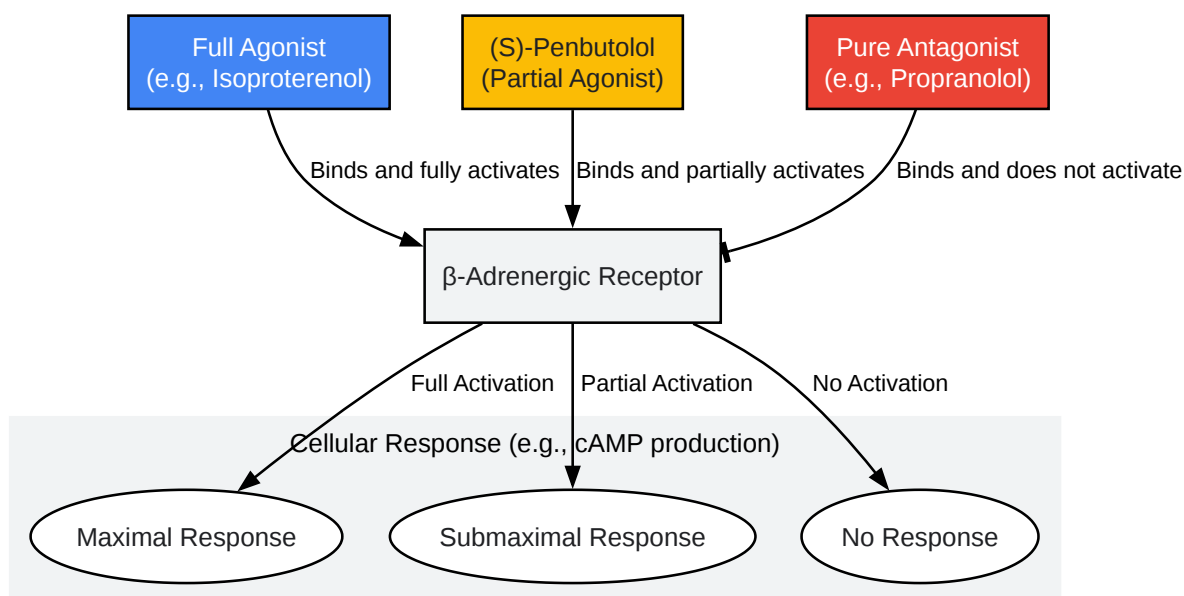 Full Agonist
(e.g., Isoproterenol)
(S)-Penbutolol
(Partial Agonist)
Pure Antagonist
(e.g., Propranolol)
Binds and fully activates
Binds and partially activates
Binds and does not activate
β-Adrenergic Receptor
Full Activation
Partial Activation
No Activation
Cellular Response (e.g., cAMP production)
Maximal Response
Submaximal Response
No Response